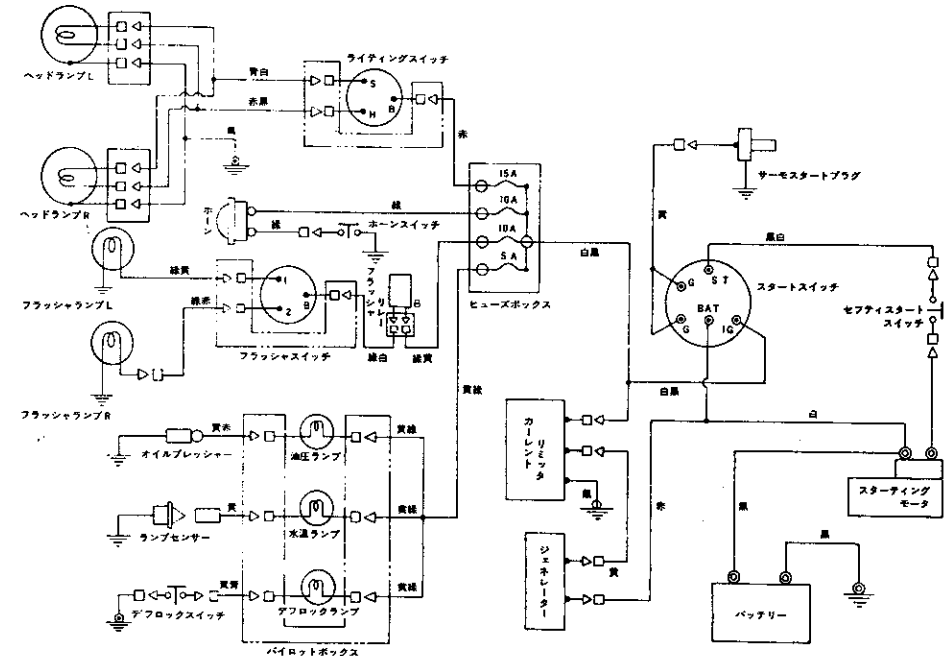 ヘッドランプL
青白
赤黒
ライティングスイッチ
S
H
B
赤
ヘッドランプR
ホーン
緑
緑
ホーンスイッチ
15A
10A
10A
5A
ヒューズボックス
白黒
サーモスタートプラグ
黄
黒白
G
ST
BAT
G
IG
スタートスイッチ
セフティスタート
スイッチ
フラッシャランプL
緑黄
緑赤
1
2
B
フラッシャスイッチ
フラッシャー
リレー
B
緑白
緑黄
フラッシャランプR
黄緑
白黒
白
カーレント
リミッタ
赤
黒
スターティング
モータ
黄赤
オイルプレッシャー
油圧ランプ
黄緑
黄
ランプセンサー
水温ランプ
黄緑
黄青
デフロックスイッチ
デフロックランプ
黄緑
パイロットボックス
ジェネレーター
黄
黒
バッテリー